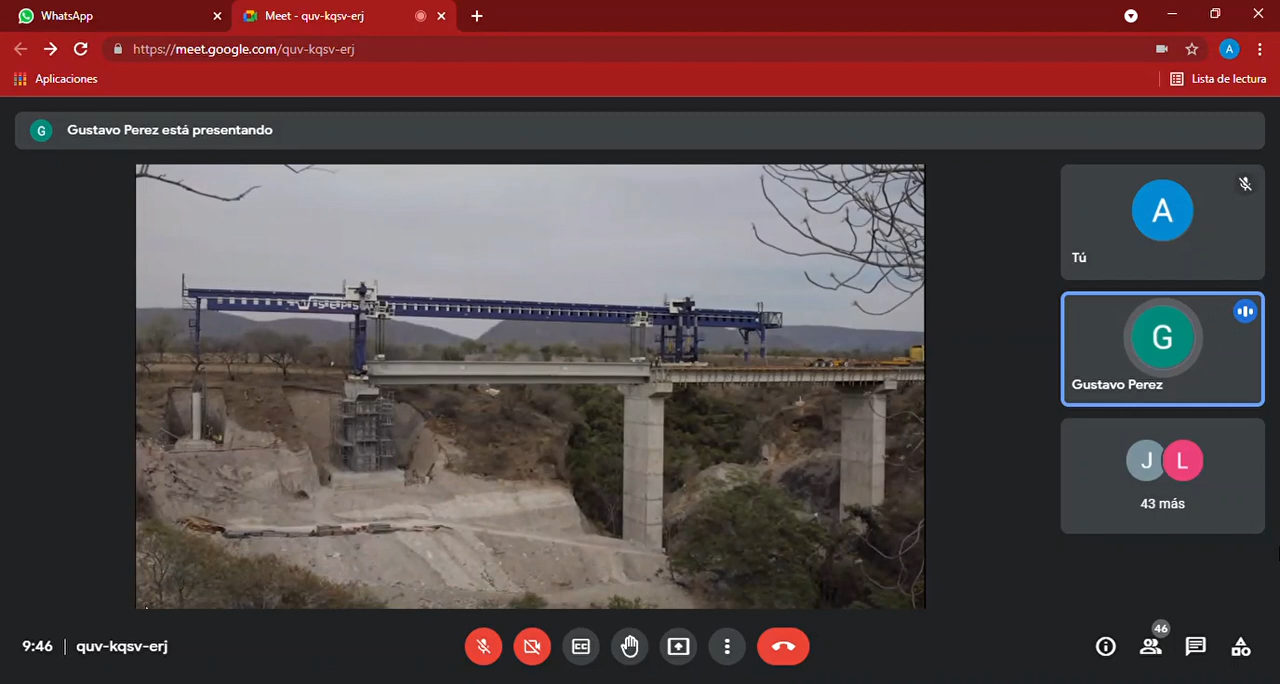 WhatsApp
Meet - quv-kqsv-erj
https://meet.google.com/quv-kqsv-erj
A
Aplicaciones
Lista de lectura
G
Gustavo Perez está presentando
A
Tú
G
Gustavo Perez
J L
43 más
9:46 | quv-kqsv-erj
CC
46